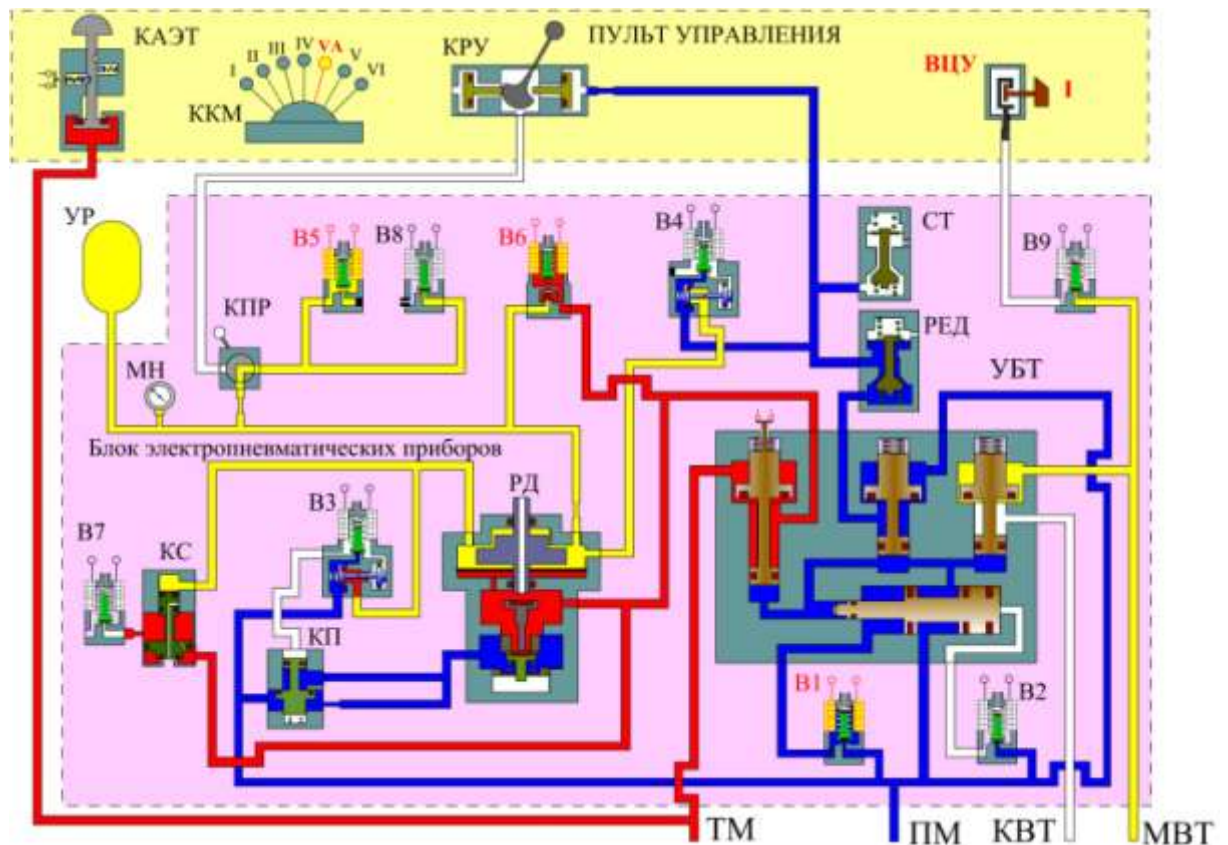 КАЭТ
ККМ
I
II
III
IV
VA
V
VI
КРУ
ПУЛЬТ УПРАВЛЕНИЯ
ВЦУ
I
УР
В5
В8
В6
В4
СТ
В9
КПР
РЕД
МН
УБТ
Блок электропневматических приборов
РД
В3
В7
КС
КП
В1
В2
ТМ
ПМ
КВТ
МВТ